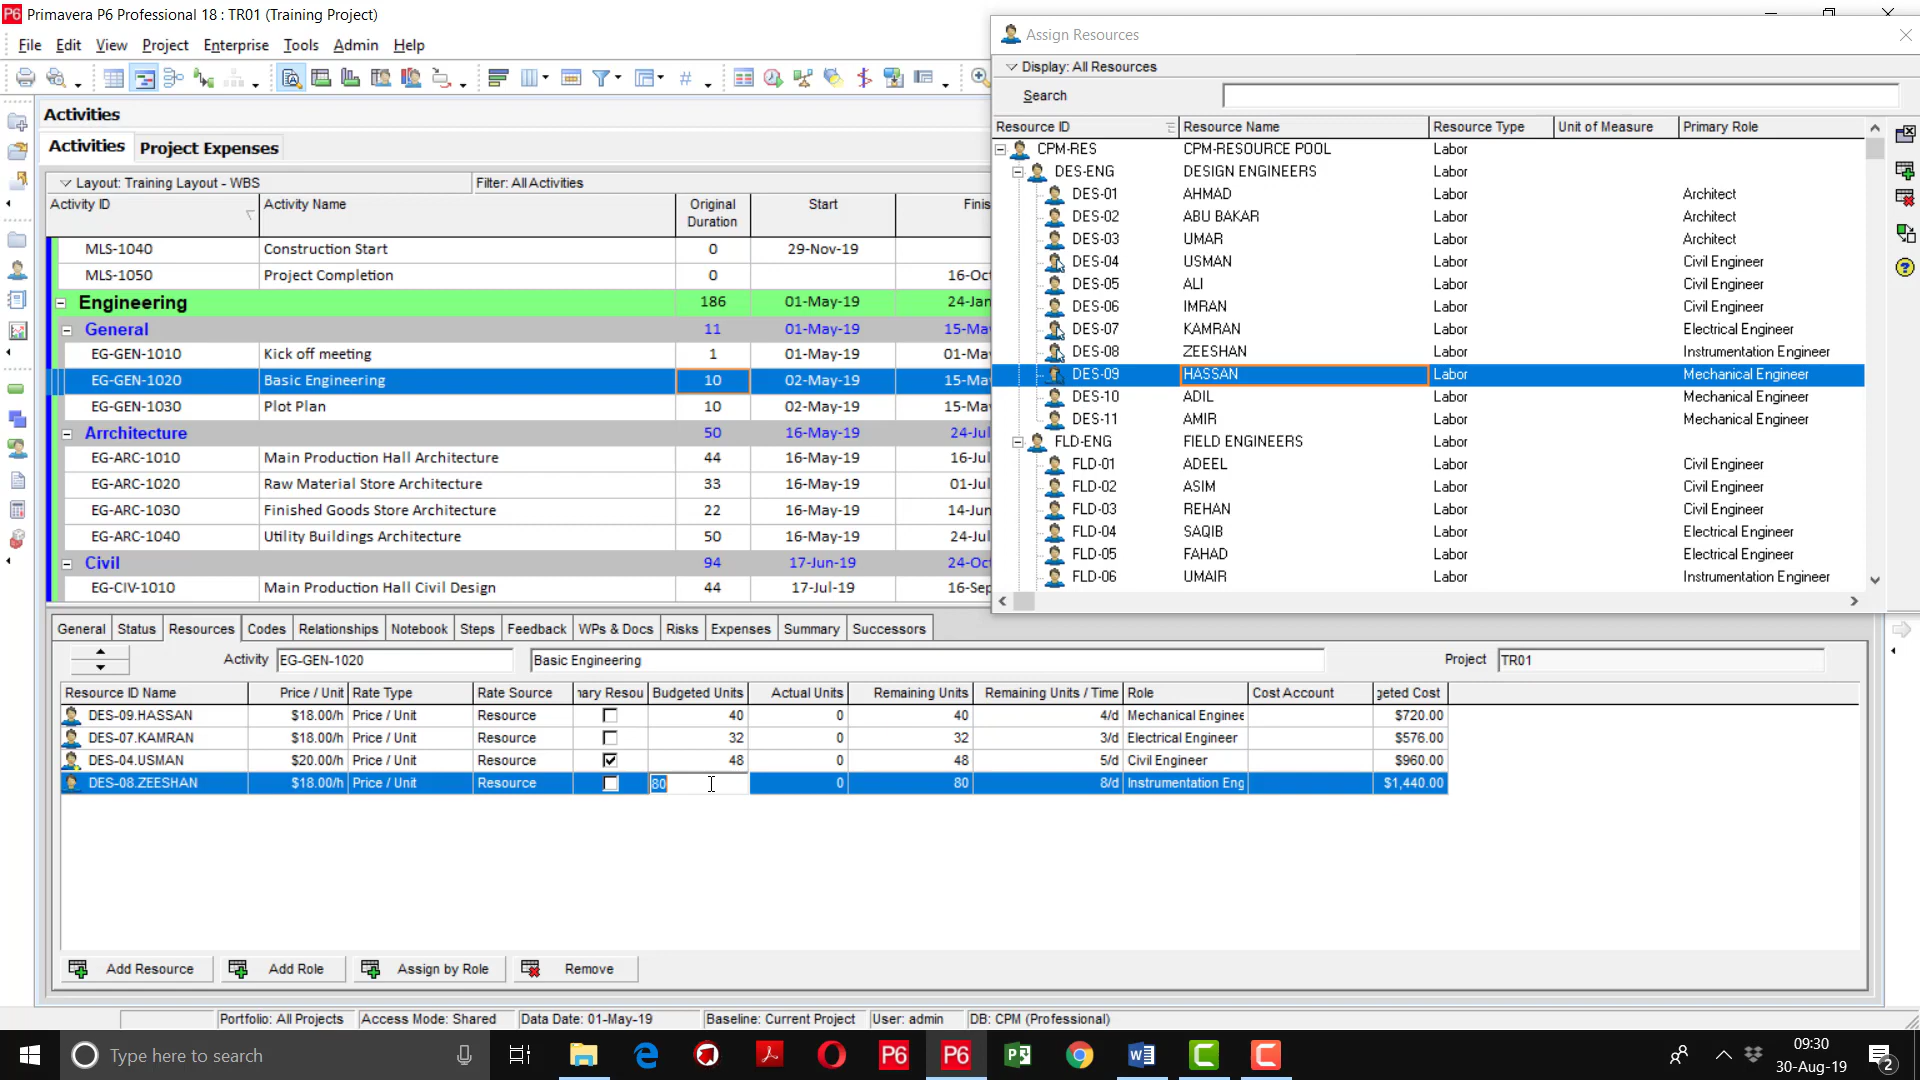 Primavera P6 Professional 18 : TR01 (Training Project)
File Edit View Project Enterprise Tools Admin Help
Activities
Activities Project Expenses
Layout: Training Layout - WBS Filter: All Activities
Activity ID Activity Name Original Duration Start Finis
MLS-1040 Construction Start 0 29-Nov-19
MLS-1050 Project Completion 0 16-Oct
Engineering 186 01-May-19 24-Jan
General 11 01-May-19 15-Ma
EG-GEN-1010 Kick off meeting 1 01-May-19 01-Ma
EG-GEN-1020 Basic Engineering 10 02-May-19 15-Ma
EG-GEN-1030 Plot Plan 10 02-May-19 15-Ma
Arrchitecture 50 16-May-19 24-Jul
EG-ARC-1010 Main Production Hall Architecture 44 16-May-19 16-Jul
EG-ARC-1020 Raw Material Store Architecture 33 16-May-19 01-Jul
EG-ARC-1030 Finished Goods Store Architecture 22 16-May-19 14-Jun
EG-ARC-1040 Utility Buildings Architecture 50 16-May-19 24-Jul
Civil 94 17-Jun-19 24-Oc
EG-CIV-1010 Main Production Hall Civil Design 44 17-Jul-19 16-Sep
Assign Resources
Display: All Resources
Search
Resource ID Resource Name Resource Type Unit of Measure Primary Role
CPM-RES CPM-RESOURCE POOL Labor
DES-ENG DESIGN ENGINEERS Labor
DES-01 AHMAD Labor Architect
DES-02 ABU BAKAR Labor Architect
DES-03 UMAR Labor Architect
DES-04 USMAN Labor Civil Engineer
DES-05 ALI Labor Civil Engineer
DES-06 IMRAN Labor Civil Engineer
DES-07 KAMRAN Labor Electrical Engineer
DES-08 ZEESHAN Labor Instrumentation Engineer
DES-09 HASSAN Labor Mechanical Engineer
DES-10 ADIL Labor Mechanical Engineer
DES-11 AMIR Labor Mechanical Engineer
FLD-ENG FIELD ENGINEERS Labor
FLD-01 ADEEL Labor Civil Engineer
FLD-02 ASIM Labor Civil Engineer
FLD-03 REHAN Labor Civil Engineer
FLD-04 SAQIB Labor Electrical Engineer
FLD-05 FAHAD Labor Electrical Engineer
FLD-06 UMAIR Labor Instrumentation Engineer
General Status Resources Codes Relationships Notebook Steps Feedback WPs & Docs Risks Expenses Summary Successors
Activity EG-GEN-1020 Basic Engineering Project TR01
Resource ID Name Price / Unit Rate Type Rate Source nary Resou Budgeted Units Actual Units Remaining Units Remaining Units / Time Role Cost Account geted Cost
DES-09.HASSAN $18.00/h Price / Unit Resource 40 0 40 4/d Mechanical Enginee $720.00
DES-07.KAMRAN $18.00/h Price / Unit Resource 32 0 32 3/d Electrical Engineer $576.00
DES-04.USMAN $20.00/h Price / Unit Resource 48 0 48 5/d Civil Engineer $960.00
DES-08.ZEESHAN $18.00/h Price / Unit Resource 80 0 80 8/d Instrumentation Eng $1,440.00
Add Resource Add Role Assign by Role Remove
Portfolio: All Projects Access Mode: Shared Data Date: 01-May-19 Baseline: Current Project User: admin DB: CPM (Professional)
Type here to search
P6 P6
09:30
30-Aug-19
2